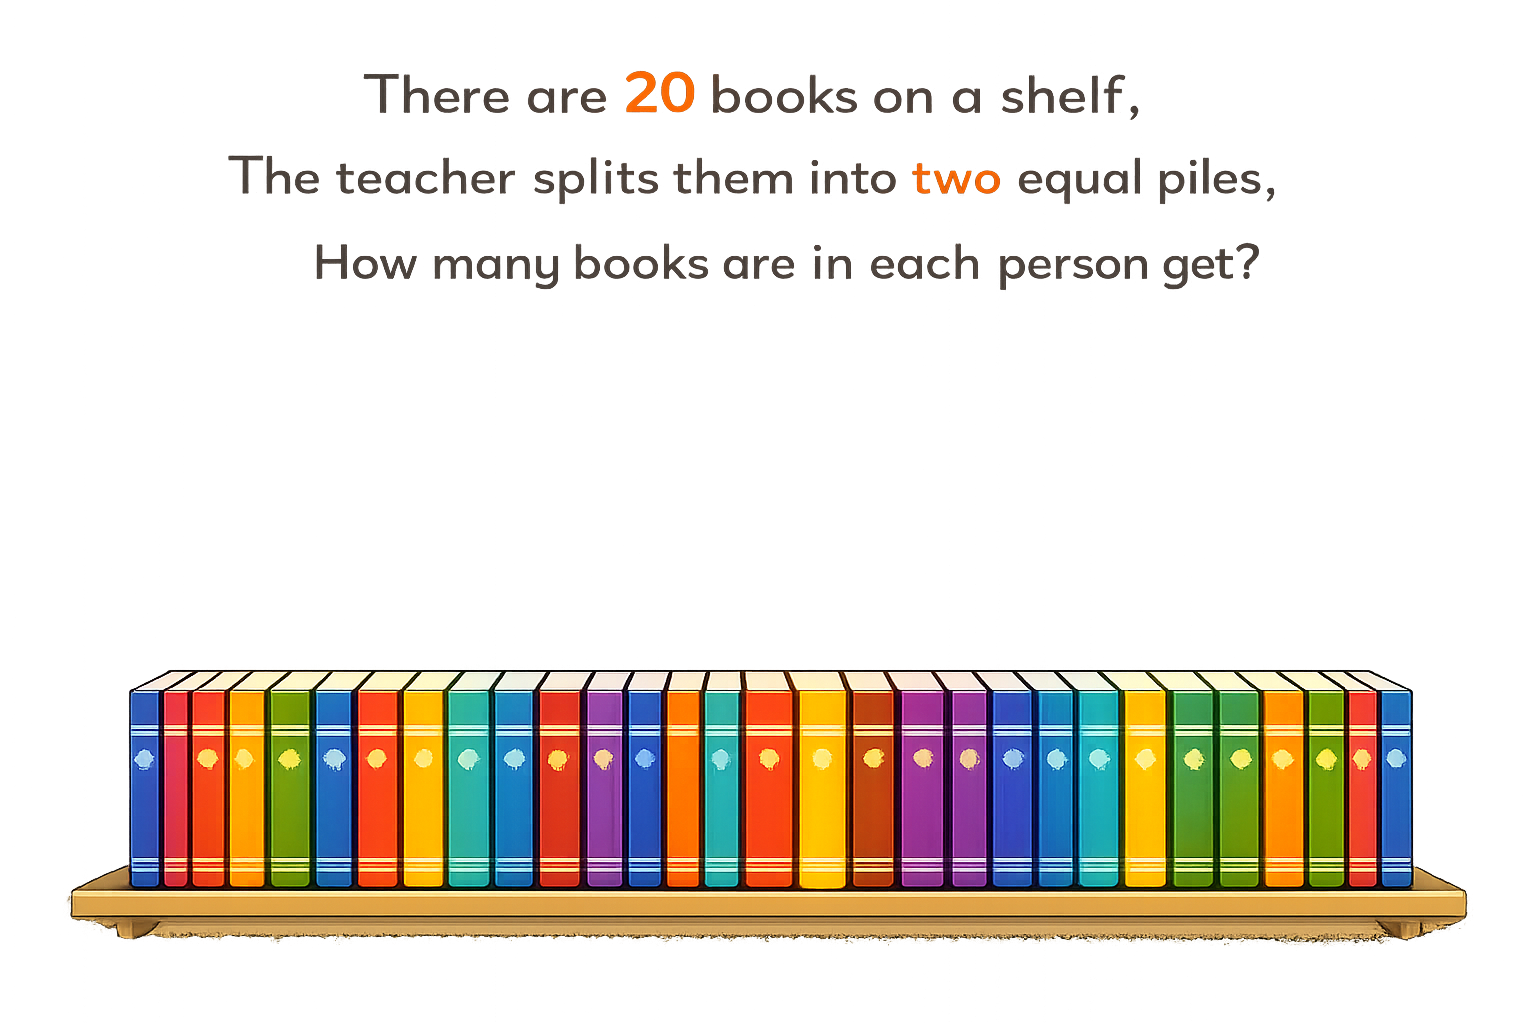 There are 20 books on a shelf,
The teacher splits them into two equal piles,
How many books are in each person get?